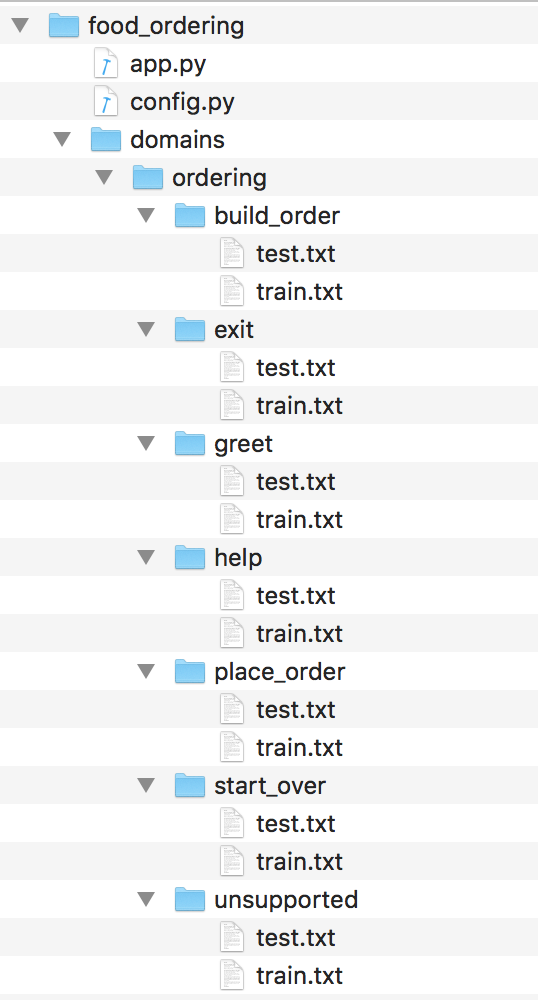 food_ordering
app.py
config.py
domains
ordering
build_order
test.txt
train.txt
exit
test.txt
train.txt
greet
test.txt
train.txt
help
test.txt
train.txt
place_order
test.txt
train.txt
start_over
test.txt
train.txt
unsupported
test.txt
train.txt